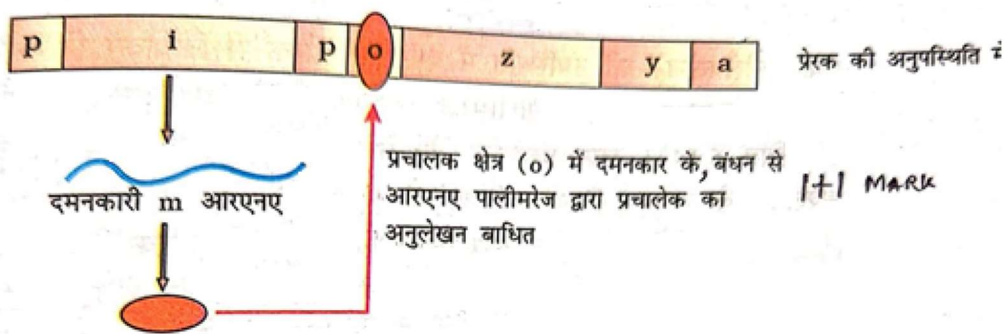 p i p o z y a
प्रेरक की अनुपस्थिति में
दमनकारी m आरएनए
प्रचालक क्षेत्र (o) में दमनकार के, बंधन से
आरएनए पालीमरेज द्वारा प्रचालेक का
अनुलेखन बाधित
1+1 MARK